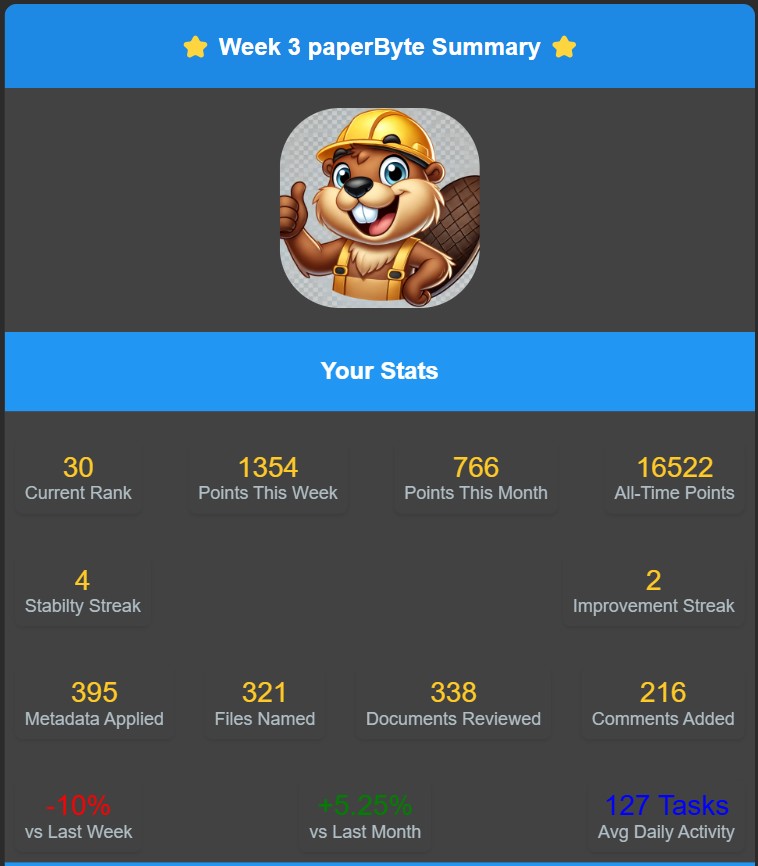 Week 3 paperByte Summary
Your Stats
30 1354 766 16522
Current Rank Points This Week Points This Month All-Time Points
4 2
Stabilty Streak Improvement Streak
395 321 338 216
Metadata Applied Files Named Documents Reviewed Comments Added
-10% +5.25% 127 Tasks
vs Last Week vs Last Month Avg Daily Activity